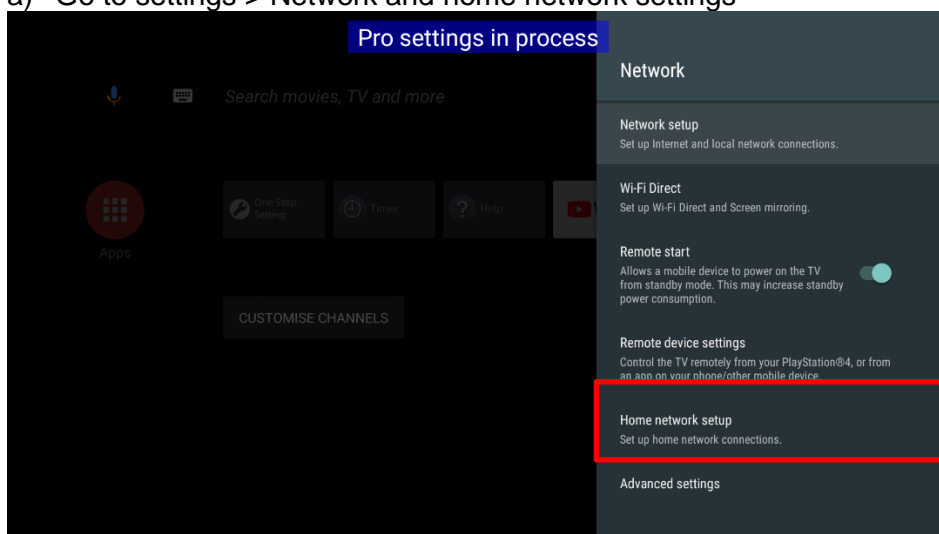 a) Go to settings > Network and home network settings
Pro settings in process
Network
Search movies, TV and more
Network setup
Set up Internet and local network connections.
Wi-Fi Direct
Set up Wi-Fi Direct and Screen mirroring.
One Step
Setting
Timer
Help
Apps
Remote start
Allows a mobile device to power on the TV
from standby mode. This may increase standby
power consumption.
CUSTOMISE CHANNELS
Remote device settings
Control the TV remotely from your PlayStation®4, or from
an app on your phone/other mobile device.
Home network setup
Set up home network connections.
Advanced settings